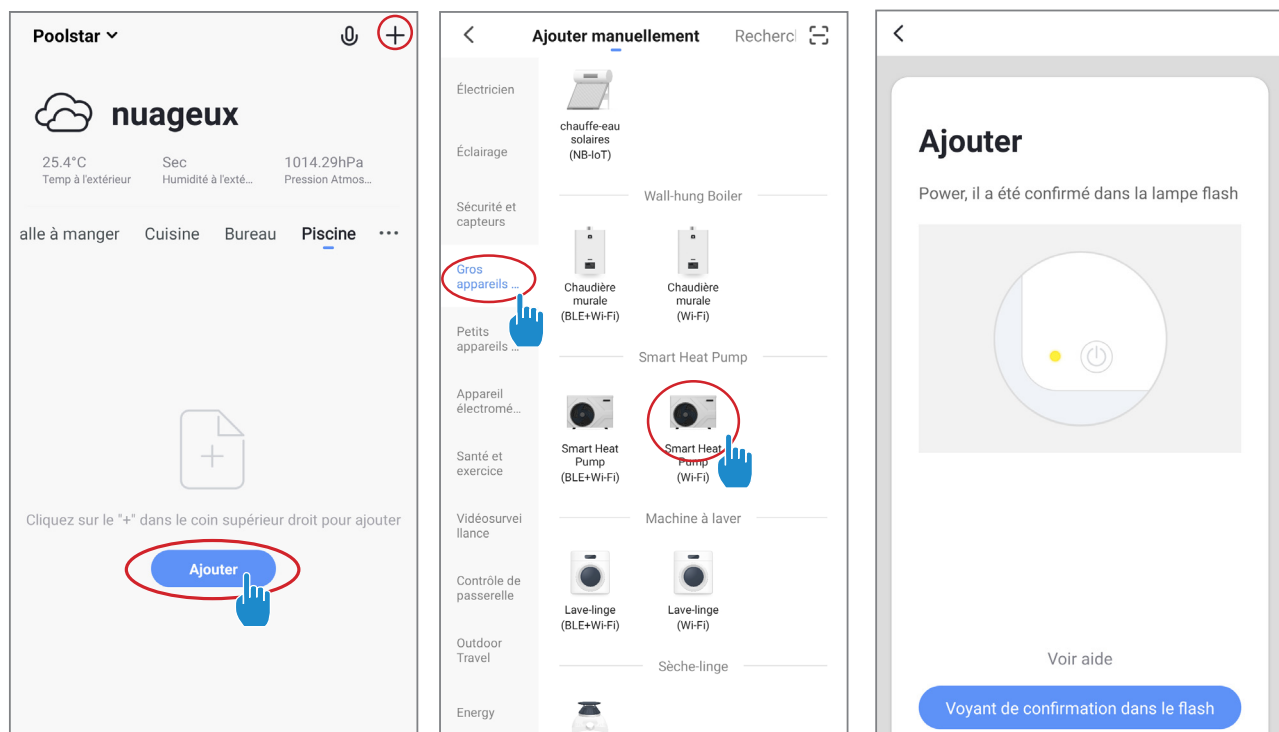 Poolstar
nuageux
25.4°C
Sec
1014.29hPa
Temp à l'extérieur
Humidité à l'exté...
Pression Atmos...
alle à manger
Cuisine
Bureau
Piscine
Cliquez sur le "+" dans le coin supérieur droit pour ajouter
Ajouter
Ajouter manuellement
Recherc
Électricien
Éclairage
Sécurité et
capteurs
Gros
appareils ...
Petits
appareils ...
Appareil
électromé...
Santé et
exercice
Vidéosurvei
llance
Contrôle de
passerelle
Outdoor
Travel
Energy
chauffe-eau
solaires
(NB-IoT)
Wall-hung Boiler
Chaudière
murale
(BLE+Wi-Fi)
Chaudière
murale
(Wi-Fi)
Smart Heat Pump
Smart Heat
Pump
(BLE+Wi-Fi)
Smart Heat
Pump
(Wi-Fi)
Machine à laver
Lave-linge
(BLE+Wi-Fi)
Lave-linge
(Wi-Fi)
Sèche-linge
Ajouter
Power, il a été confirmé dans la lampe flash
Voir aide
Voyant de confirmation dans le flash